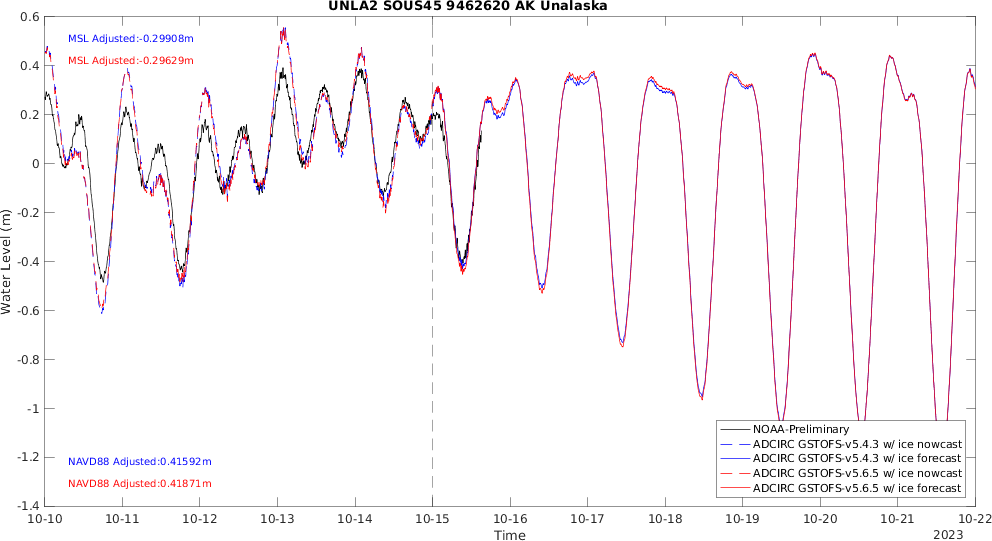 UNLA2 SOUS45 9462620 AK Unalaska
MSL Adjusted:-0.29908m
MSL Adjusted:-0.29629m
NAVD88 Adjusted:0.41592m
NAVD88 Adjusted:0.41871m
Water Level (m)
0.6
0.4
0.2
0
-0.2
-0.4
-0.6
-0.8
-1
-1.2
-1.4
NOAA-Preliminary
ADCIRC GSTOFS-v5.4.3 w/ ice nowcast
ADCIRC GSTOFS-v5.4.3 w/ ice forecast
ADCIRC GSTOFS-v5.6.5 w/ ice nowcast
ADCIRC GSTOFS-v5.6.5 w/ ice forecast
10-10 10-11 10-12 10-13 10-14 10-15 10-16 10-17 10-18 10-19 10-20 10-21 10-22
Time
2023